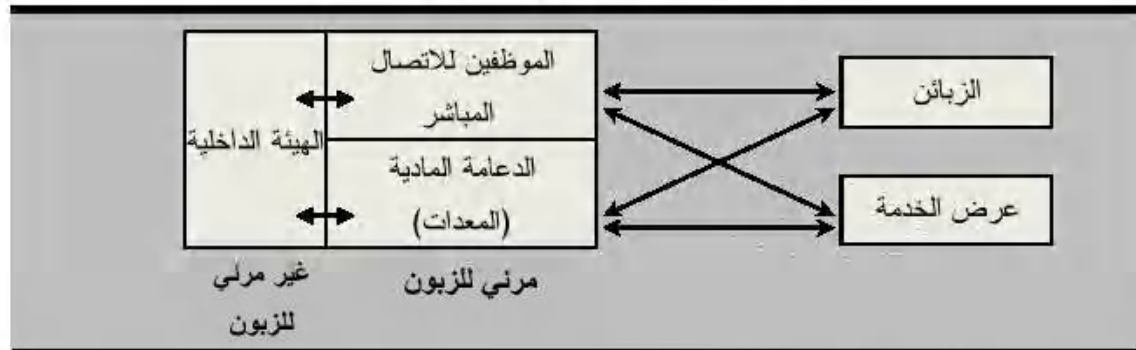 الموظفين للاتصال
المباشر
الزبائن
الهيئة الداخلية
الدعامة المادية
(المعدات)
عرض الخدمة
مرئي للزبون
غير مرئي
للزبون